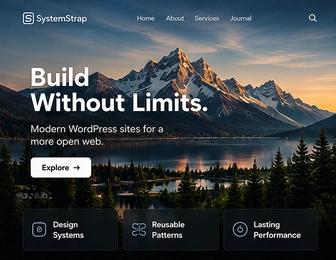 SystemStrap
Home About Services Journal
Build
Without Limits.
Modern WordPress sites for a
more open web.
Explore →
Design
Systems
Reusable
Patterns
Lasting
Performance